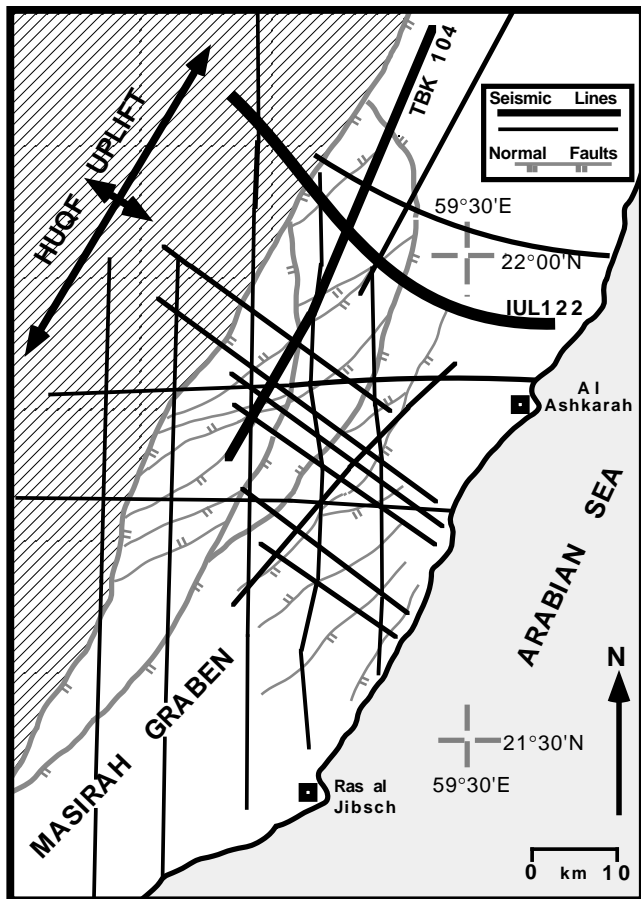 TBK 104
HUQF UPLIFT
Seismic Lines
Normal Faults
59°30'E
22°00'N
IUL122
Al
Ashkarah
ARABIAN SEA
N
21°30'N
59°30'E
MASIRAH GRABEN
Ras al
Jibsch
0 km 10